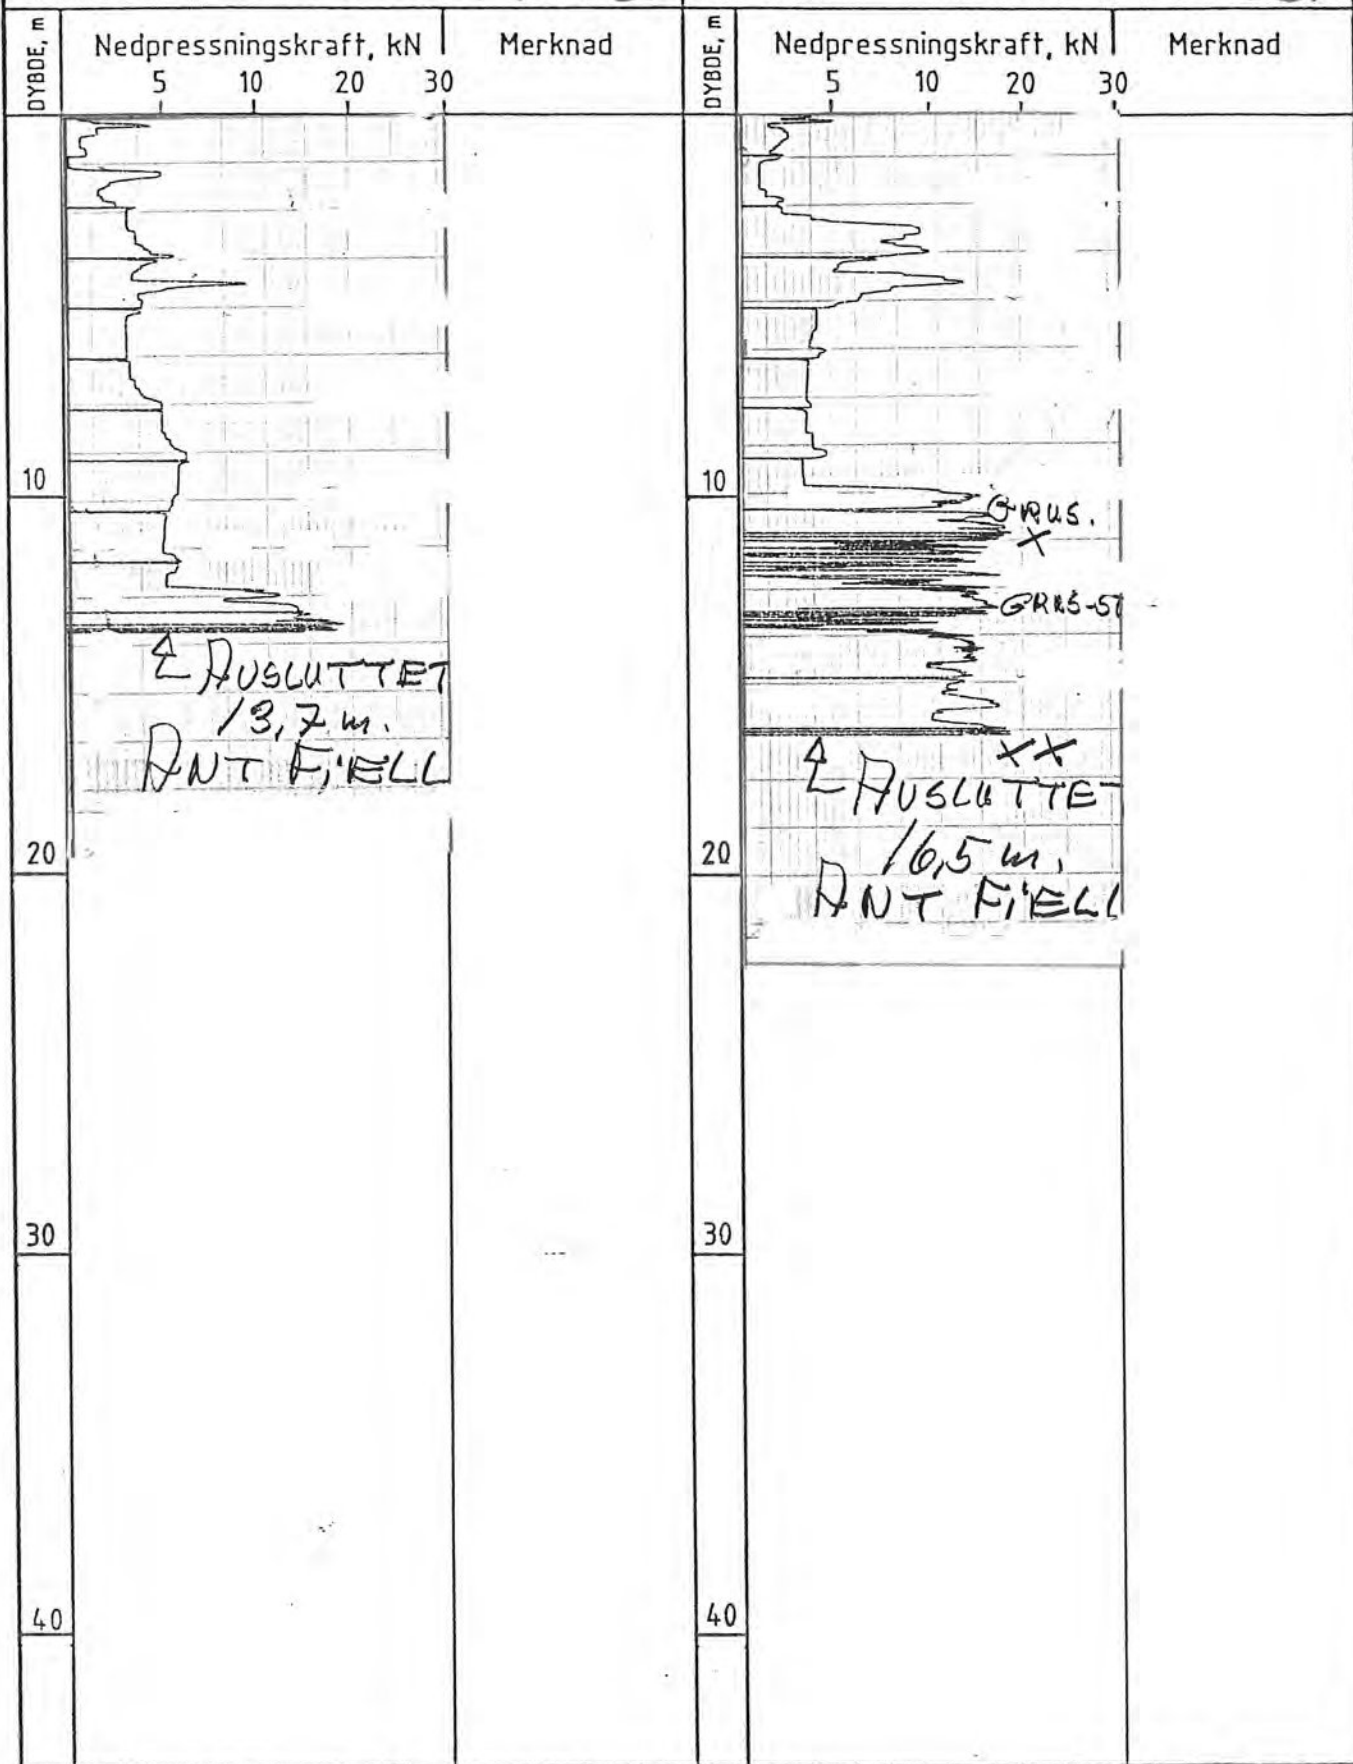 DYBDE, m
Nedpressningskraft, kN
Merknad
5 10 20 30
10
AVSLUTTET
13,7 m.
ANT FJELL
20
30
40
DYBDE, m
Nedpressningskraft, kN
Merknad
5 10 20 30
10
GRUS.
X
GRUS-ST
XX
AVSLUTTET
16,5 m.
ANT FJELL
20
30
40